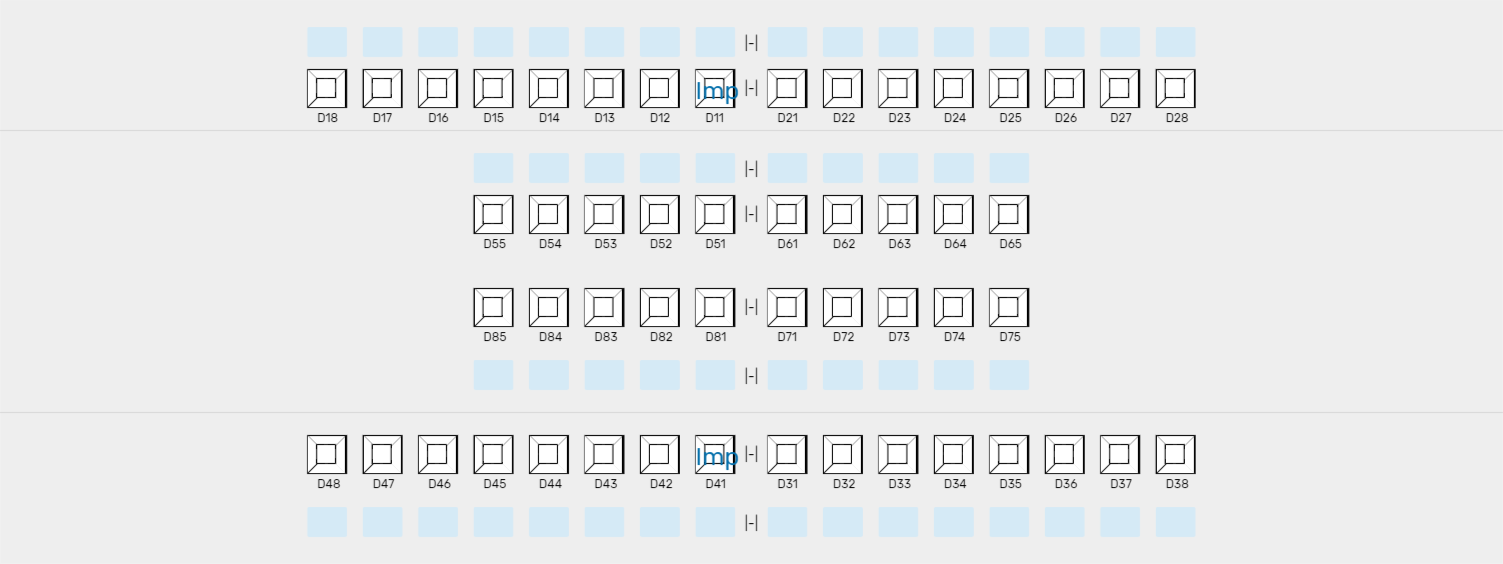 |-|
Imp |-|
D18 D17 D16 D15 D14 D13 D12 D11 D21 D22 D23 D24 D25 D26 D27 D28
|-|
|-|
D55 D54 D53 D52 D51 D61 D62 D63 D64 D65
|-|
D85 D84 D83 D82 D81 D71 D72 D73 D74 D75
|-|
Imp |-|
D48 D47 D46 D45 D44 D43 D42 D41 D31 D32 D33 D34 D35 D36 D37 D38
|-|